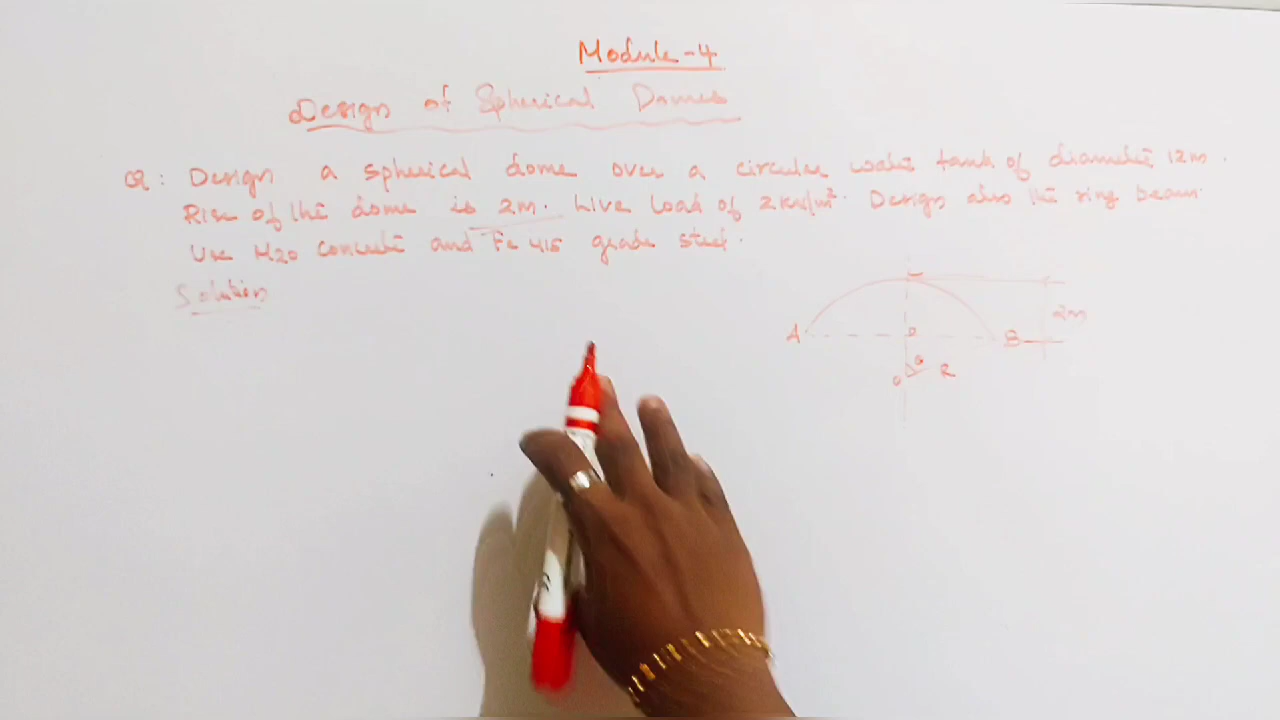 Module-4
Design of Spherical Domes
Q: Design a spherical dome over a circular water tank of diameter 12m.
Rise of the dome is 2m. Live Load of 2kN/m². Design also the ring beam.
Use M20 concrete and Fe 415 grade steel.
Solution
C
2m
A D B
O θ R